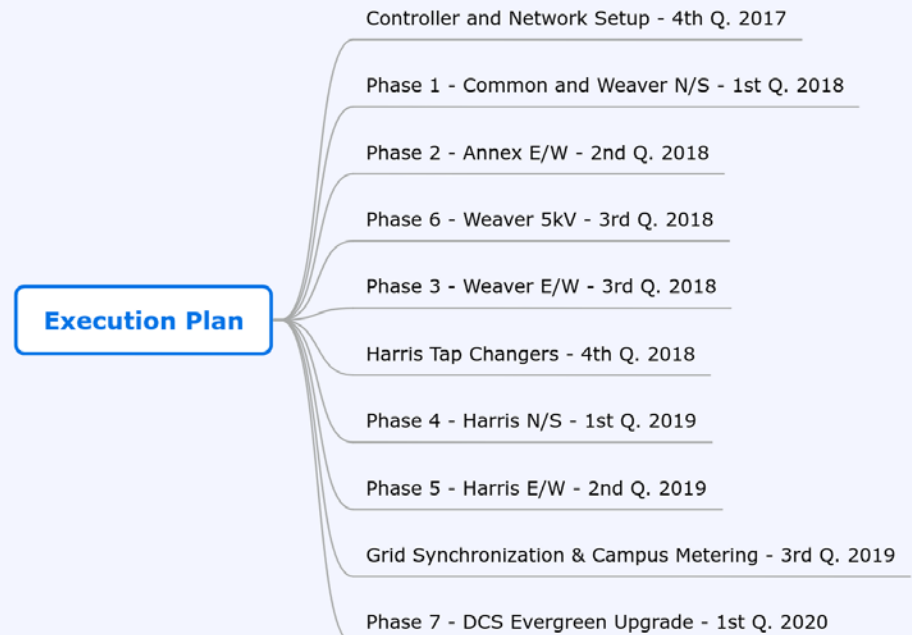 Controller and Network Setup - 4th Q. 2017
Phase 1 - Common and Weaver N/S - 1st Q. 2018
Phase 2 - Annex E/W - 2nd Q. 2018
Phase 6 - Weaver 5kV - 3rd Q. 2018
Phase 3 - Weaver E/W - 3rd Q. 2018
Execution Plan
Harris Tap Changers - 4th Q. 2018
Phase 4 - Harris N/S - 1st Q. 2019
Phase 5 - Harris E/W - 2nd Q. 2019
Grid Synchronization & Campus Metering - 3rd Q. 2019
Phase 7 - DCS Evergreen Upgrade - 1st Q. 2020